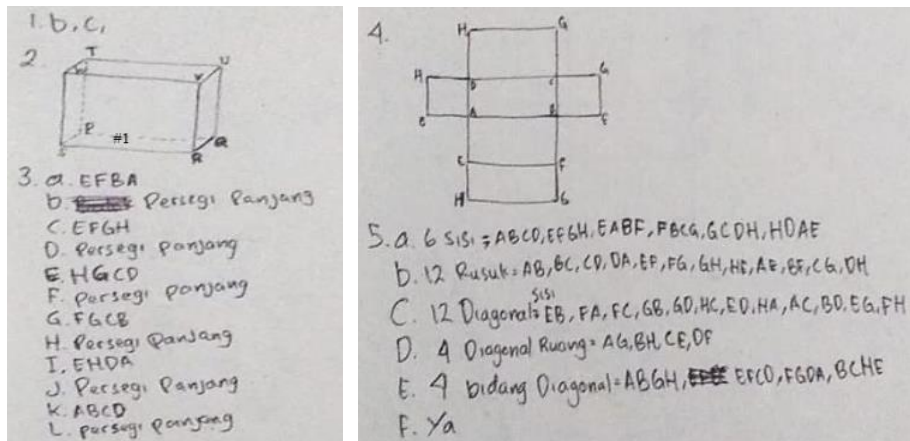 1. b, C,
2.
T
U
W
V
P
#1
Q
S
R
3. a. EFBA
b. Persegi Panjang
C. EFGH
D. Persegi panjang
E. HGCD
F. persegi panjang
G. FGCB
H. Persegi Panjang
I. EHDA
J. Persegi Panjang
K. ABCD
L. persegi panjang
4.
H G
H D C G
E A B F
E F
H G
5. a. 6 sisi = ABCD, EFGH, EABF, FBCG, GCDH, HDAE
b. 12 Rusuk = AB, BC, CD, DA, EF, FG, GH, HE, AE, BF, CG, DH
C. 12 Diagonal sisi = EB, FA, FC, GB, GD, HC, ED, HA, AC, BD, EG, FH
D. 4 Diagonal Ruang = AG, BH, CE, DF
E. 4 bidang Diagonal = ABGH, EFCD, FGDA, BCHE
F. Ya